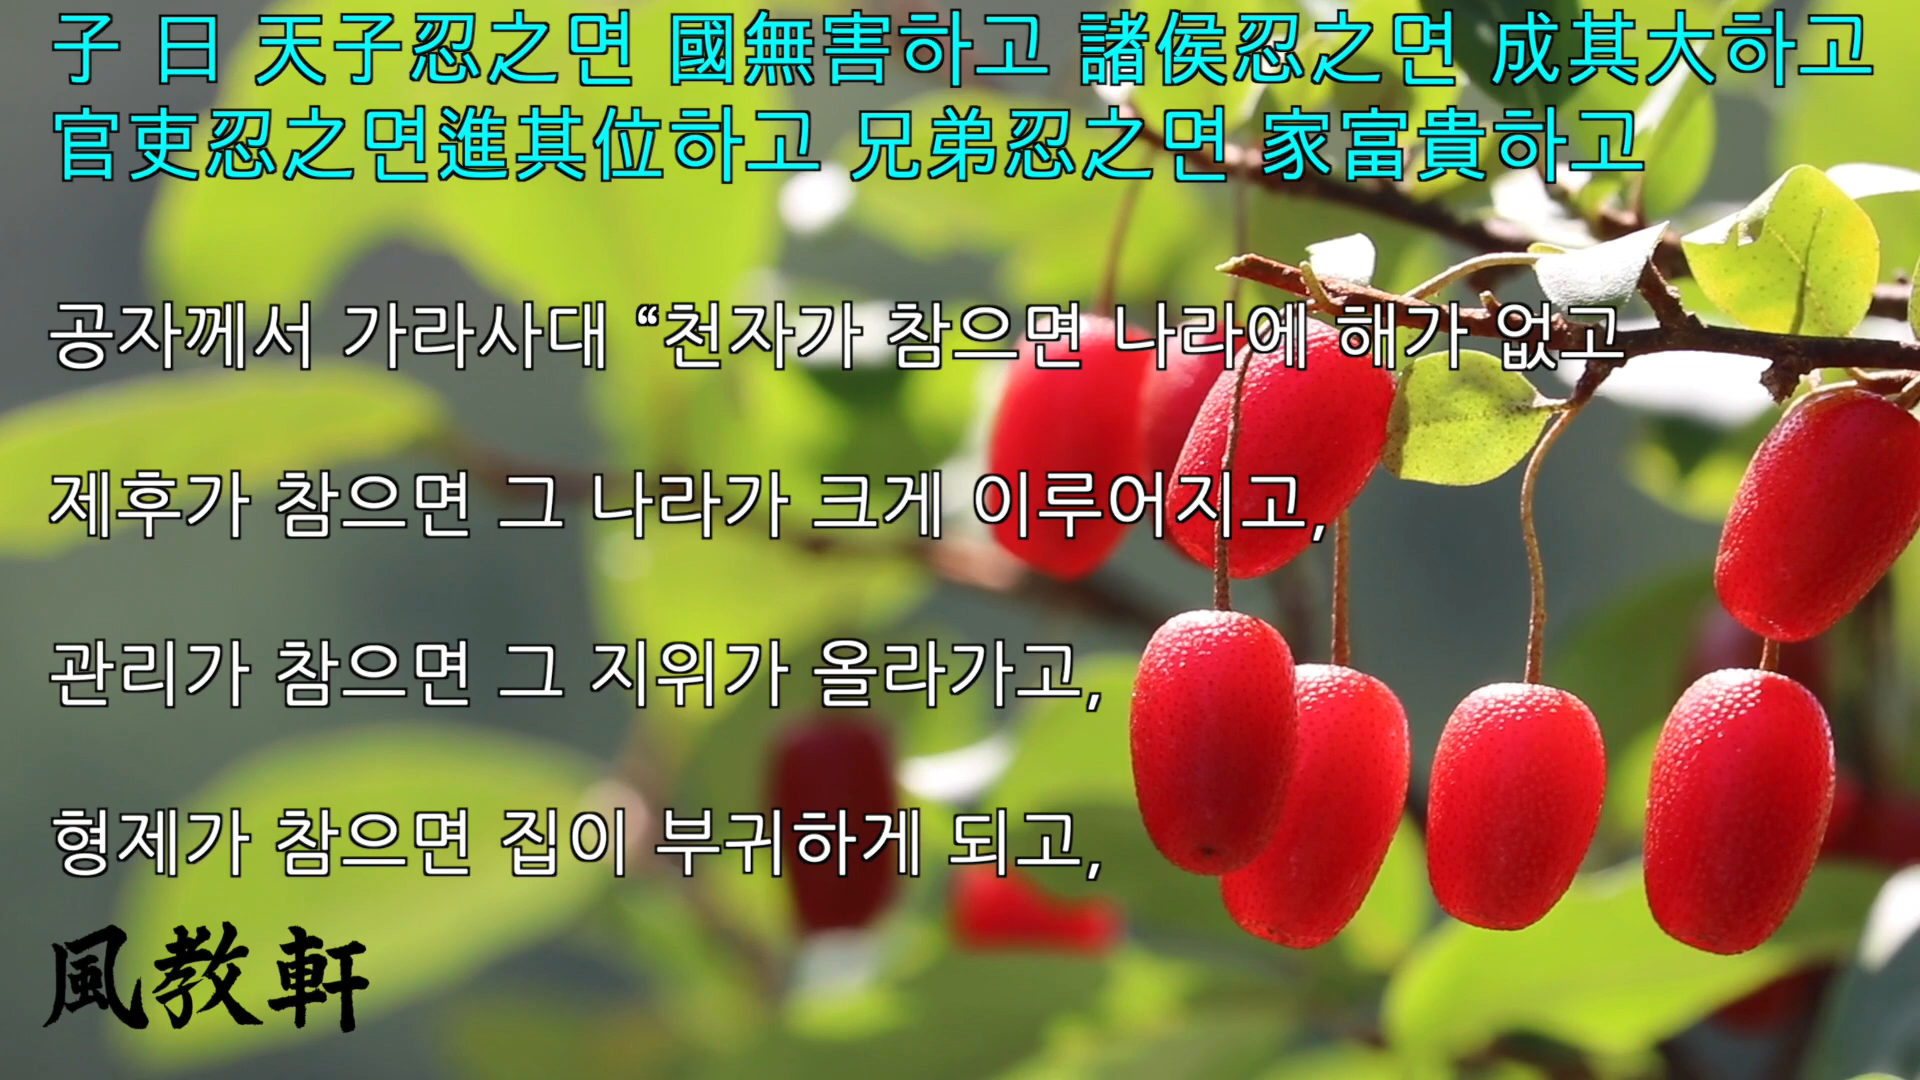 子 曰 天子忍之면 國無害하고 諸侯忍之면 成其大하고
官吏忍之면進其位하고 兄弟忍之면 家富貴하고
공자께서 가라사대 “천자가 참으면 나라에 해가 없고
제후가 참으면 그 나라가 크게 이루어지고,
관리가 참으면 그 지위가 올라가고,
형제가 참으면 집이 부귀하게 되고,
風教軒